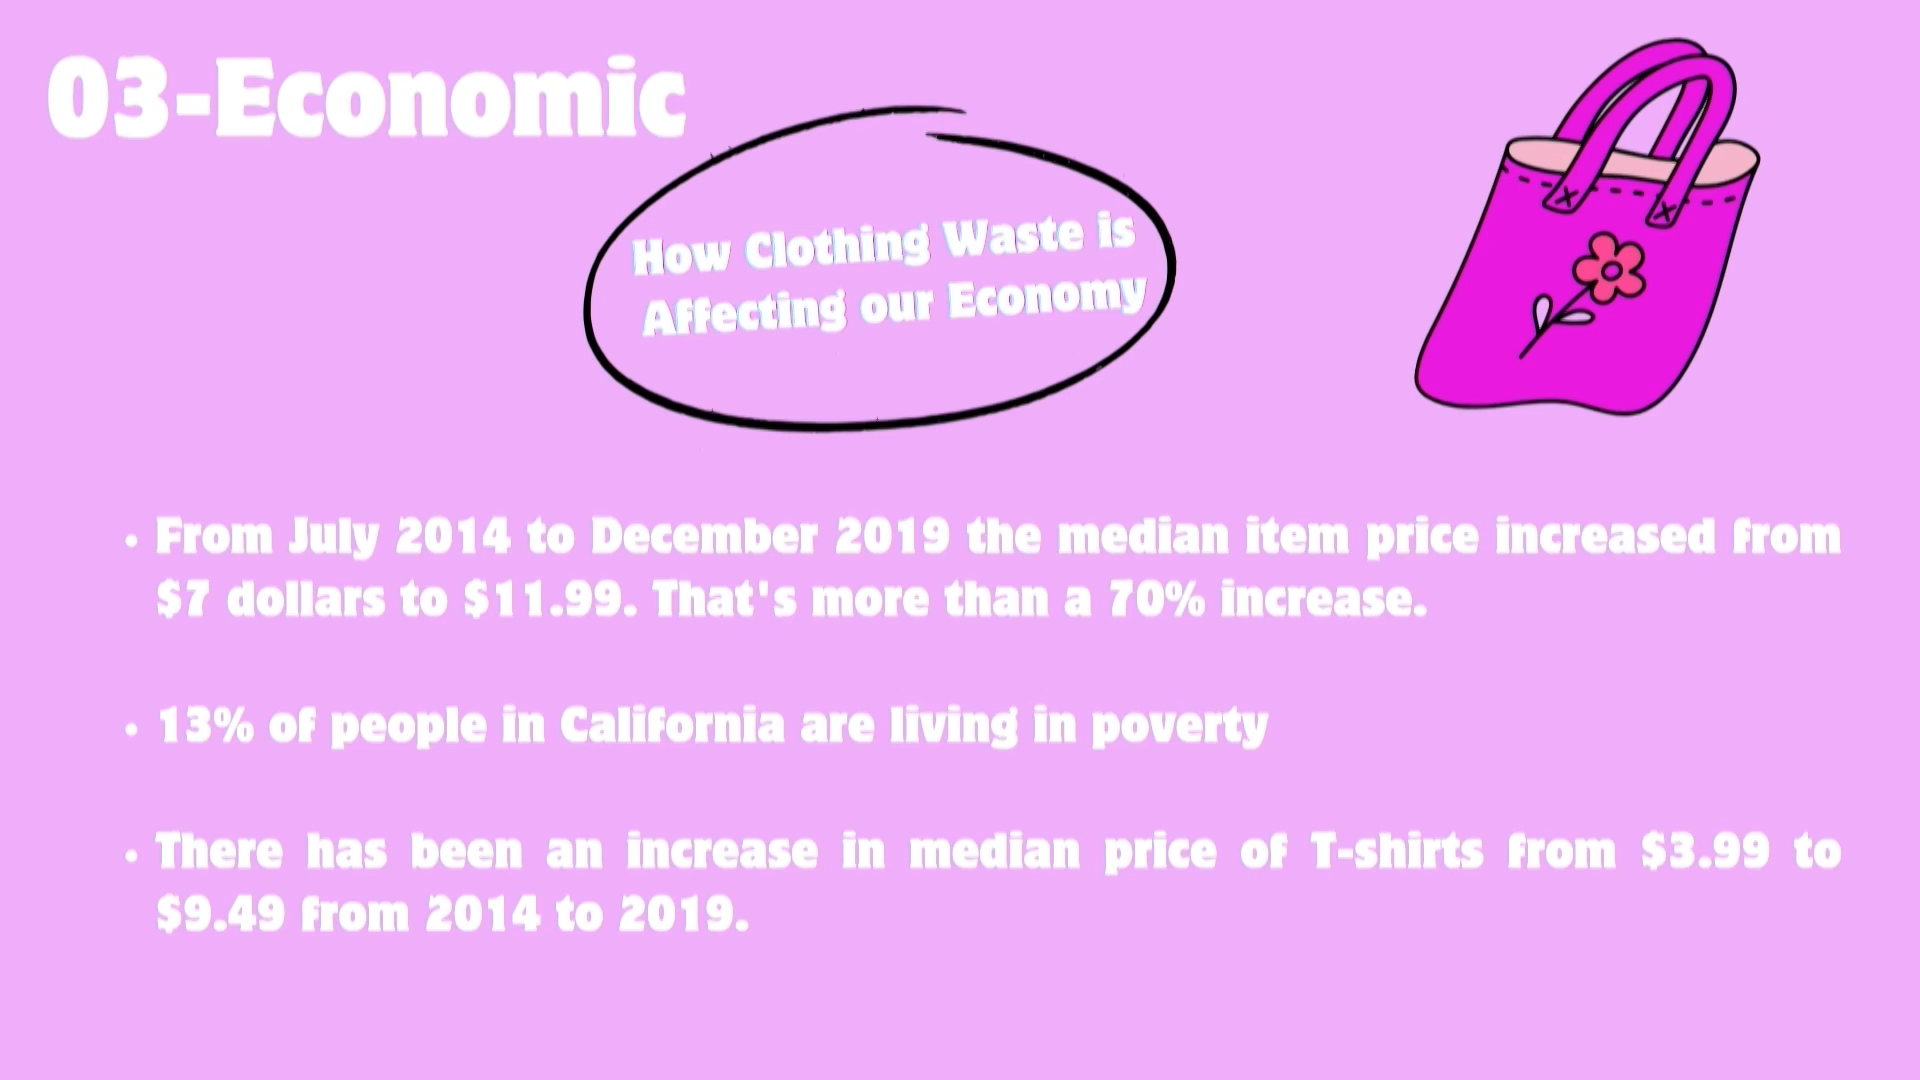 03-Economic
How Clothing Waste is
Affecting our Economy
• From July 2014 to December 2019 the median item price increased from
$7 dollars to $11.99. That's more than a 70% increase.
• 13% of people in California are living in poverty
• There has been an increase in median price of T-shirts from $3.99 to
$9.49 from 2014 to 2019.